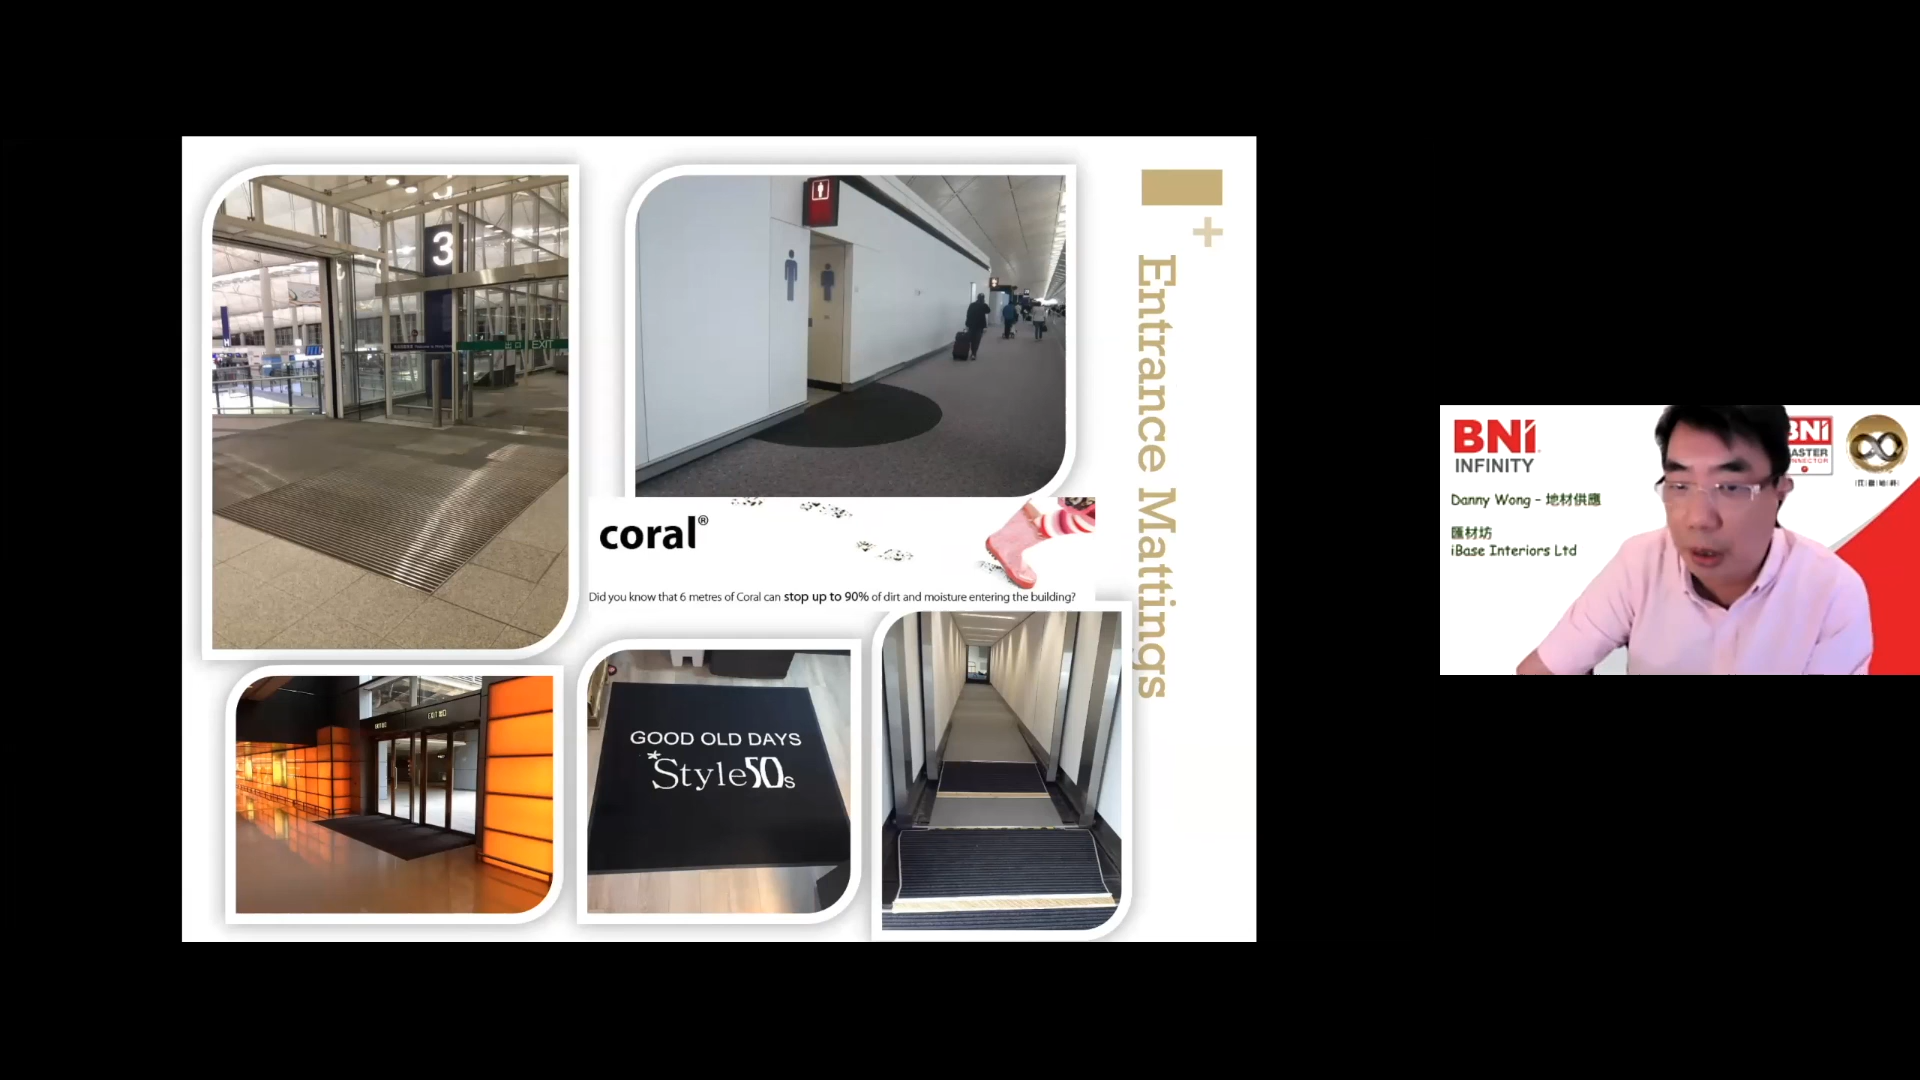 3
出口 EXIT
coral®
Did you know that 6 metres of Coral can stop up to 90% of dirt and moisture entering the building?
GOOD OLD DAYS
*Style50s
Entrance Mattings
+
BNI
INFINITY
Danny Wong - 地材供應
匯材坊
iBase Interiors Ltd
BNI